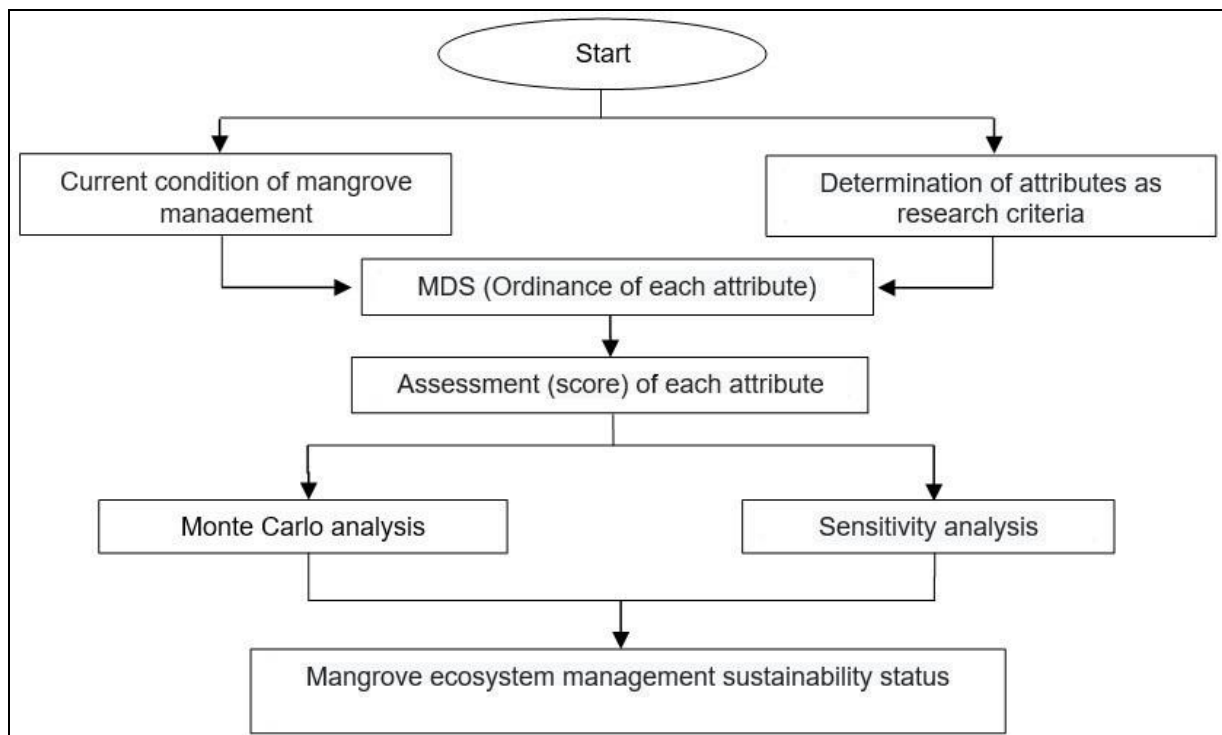 Start
Current condition of mangrove
management
Determination of attributes as
research criteria
MDS (Ordinance of each attribute)
Assessment (score) of each attribute
Monte Carlo analysis
Sensitivity analysis
Mangrove ecosystem management sustainability status